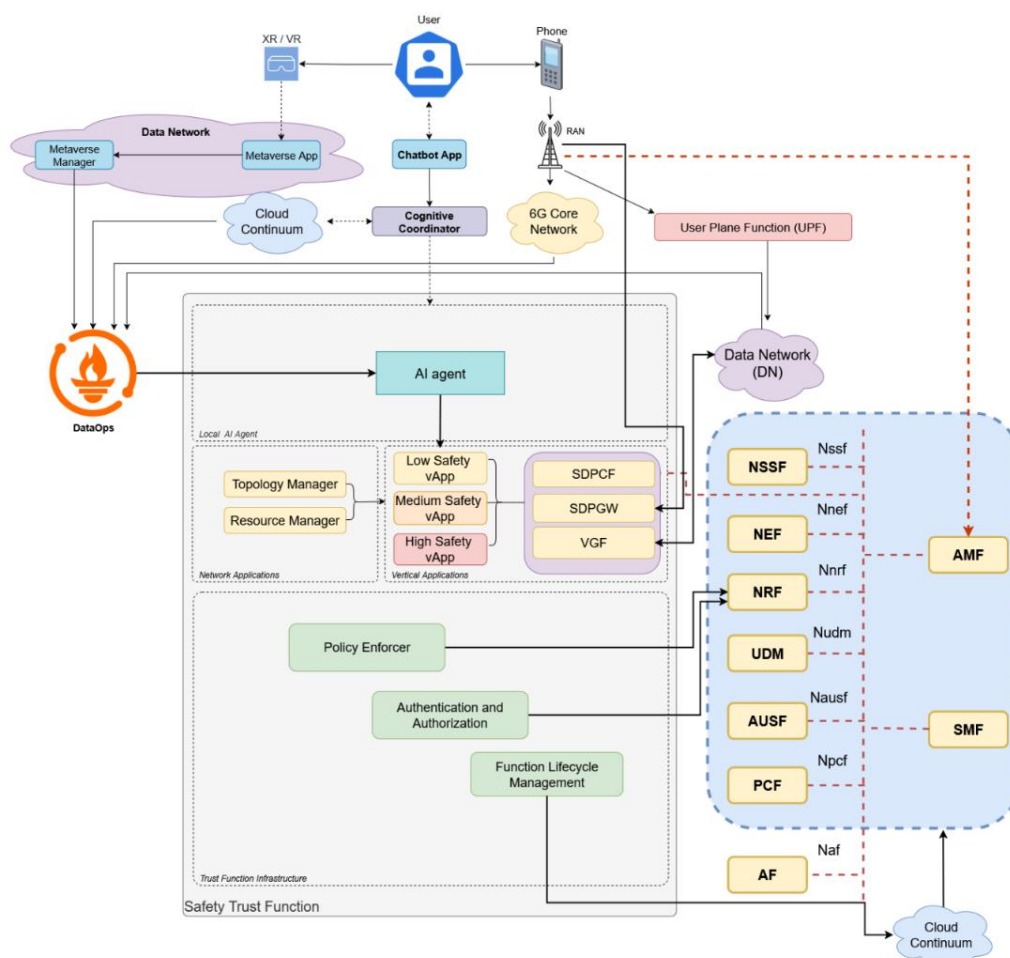 User
XR / VR
Phone
RAN
Data Network
Metaverse
Manager
Metaverse App
Chatbot App
Cloud
Continuum
Cognitive
Coordinator
6G Core
Network
User Plane Function (UPF)
Data Network
(DN)
DataOps
AI agent
Local AI Agent
Topology Manager
Resource Manager
Network Applications
Low Safety
vApp
Medium Safety
vApp
High Safety
vApp
SDPCF
SDPGW
VGF
Vertical Applications
Policy Enforcer
Authentication and
Authorization
Function Lifecycle
Management
Trust Function Infrastructure
Safety Trust Function
NSSF
Nssf
NEF
Nnef
NRF
Nnrf
UDM
Nudm
AUSF
Nausf
PCF
Npcf
AF
Naf
AMF
SMF
Cloud
Continuum